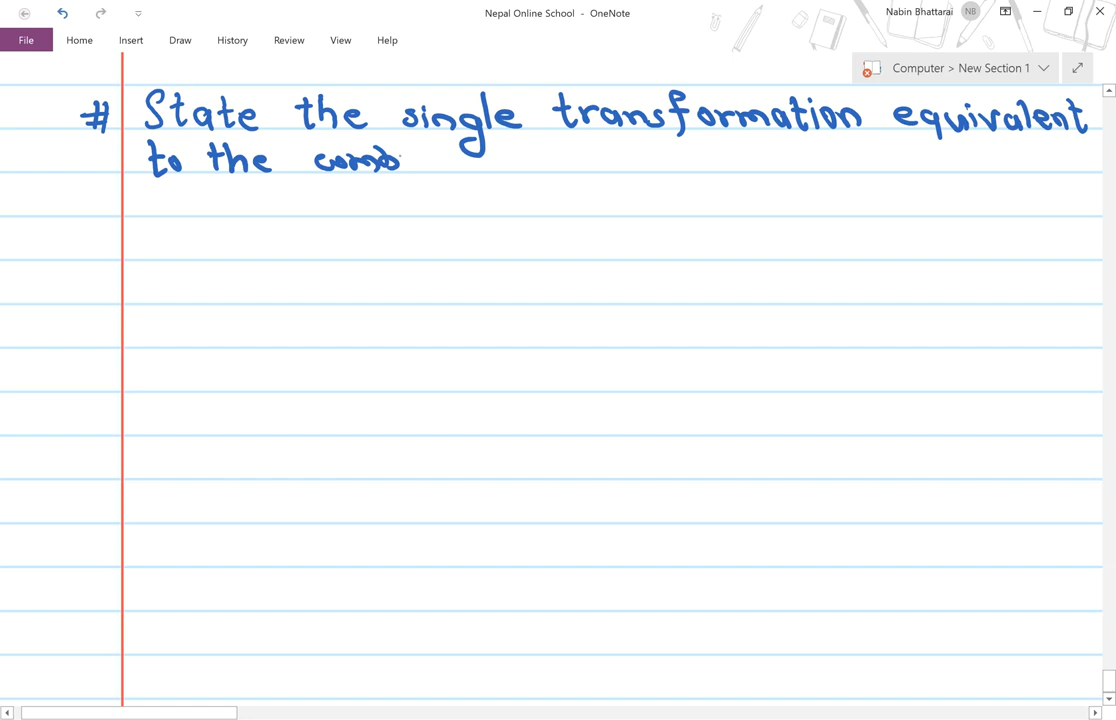 Nepal Online School - OneNote
Nabin Bhattarai NB
File Home Insert Draw History Review View Help
Computer > New Section 1
# State the single transformation equivalent
to the comb